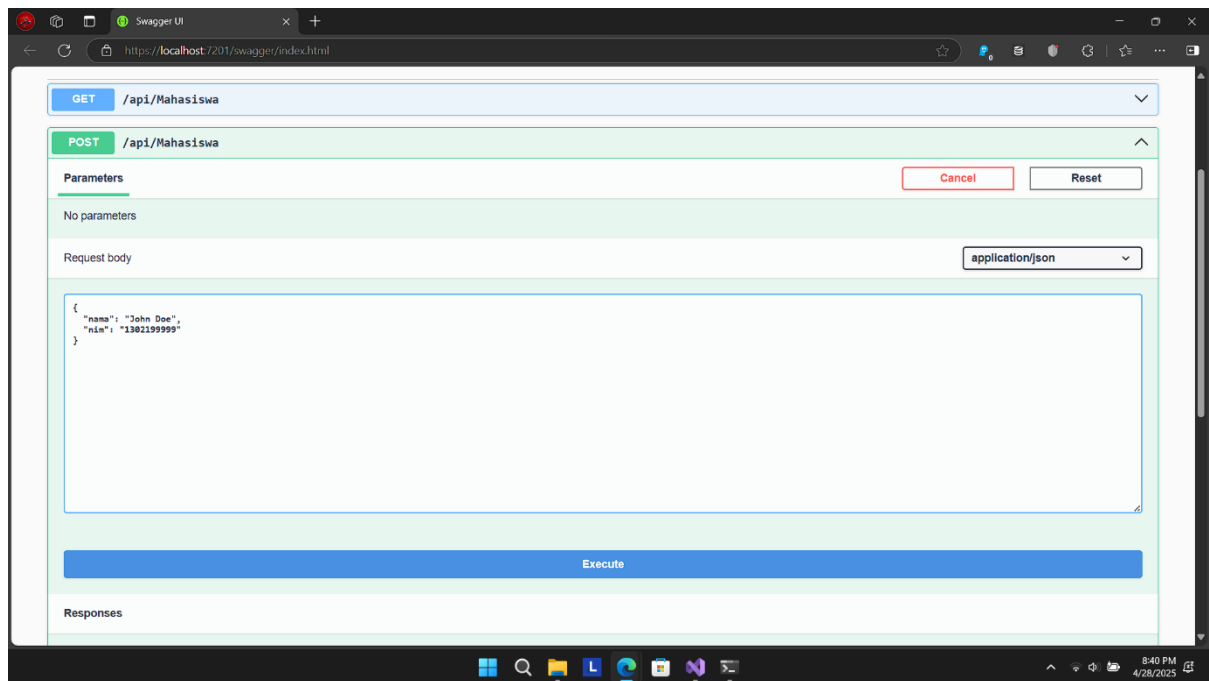 Swagger UI
https://localhost:7201/swagger/index.html
GET /api/Mahasiswa
POST /api/Mahasiswa
Parameters
Cancel
Reset
No parameters
Request body
application/json
{
"nama": "John Doe",
"nim": "1302199999"
}
Execute
Responses
L
8:40 PM
4/28/2025